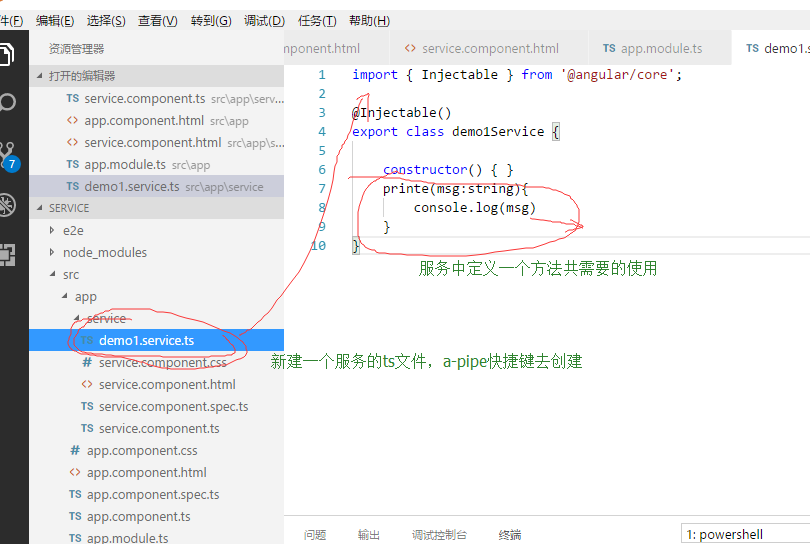 件(F) 编辑(E) 选择(S) 查看(V) 转到(G) 调试(D) 任务(T) 帮助(H)
资源管理器
mponent.html <> service.component.html TS app.module.ts TS demo1.s
打开的编辑器
TS service.component.ts src\app\serv...
<> app.component.html src\app
<> service.component.html src\app\s...
TS app.module.ts src\app
TS demo1.service.ts src\app\service
7
SERVICE
e2e
node_modules
src
app
service
TS demo1.service.ts
# service.component.css
<> service.component.html
TS service.component.spec.ts
TS service.component.ts
# app.component.css
<> app.component.html
TS app.component.spec.ts
TS app.component.ts
TS app.module.ts
1 import { Injectable } from '@angular/core';
2
3 @Injectable()
4 export class demo1Service {
5
6 constructor() { }
7 printe(msg:string){
8 console.log(msg)
9 }
10 }
服务中定义一个方法共需要的使用
新建一个服务的ts文件，a-pipe快捷键去创建
问题 输出 调试控制台 终端 1: powershell